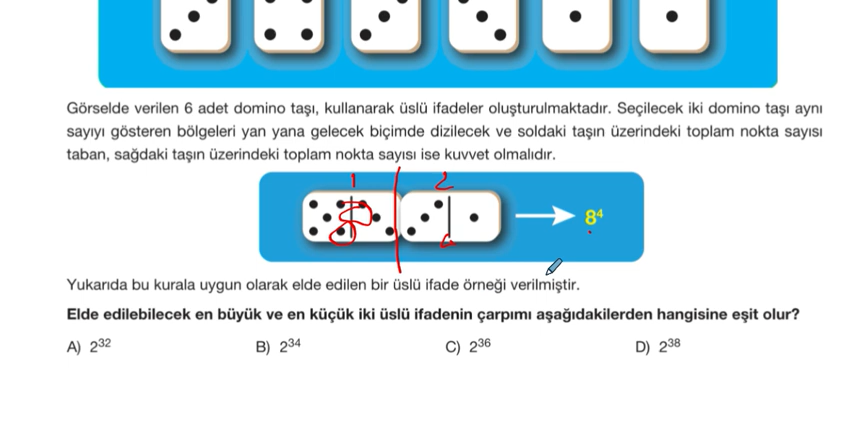 Görselde verilen 6 adet domino taşı, kullanarak üslü ifadeler oluşturulmaktadır. Seçilecek iki domino taşı aynı
sayıyı gösteren bölgeleri yan yana gelecek biçimde dizilecek ve soldaki taşın üzerindeki toplam nokta sayısı
taban, sağdaki taşın üzerindeki toplam nokta sayısı ise kuvvet olmalıdır.
1 2
8⁴
Yukarıda bu kurala uygun olarak elde edilen bir üslü ifade örneği verilmiştir.
Elde edilebilecek en büyük ve en küçük iki üslü ifadenin çarpımı aşağıdakilerden hangisine eşit olur?
A) 2³² B) 2³⁴ C) 2³⁶ D) 2³⁸